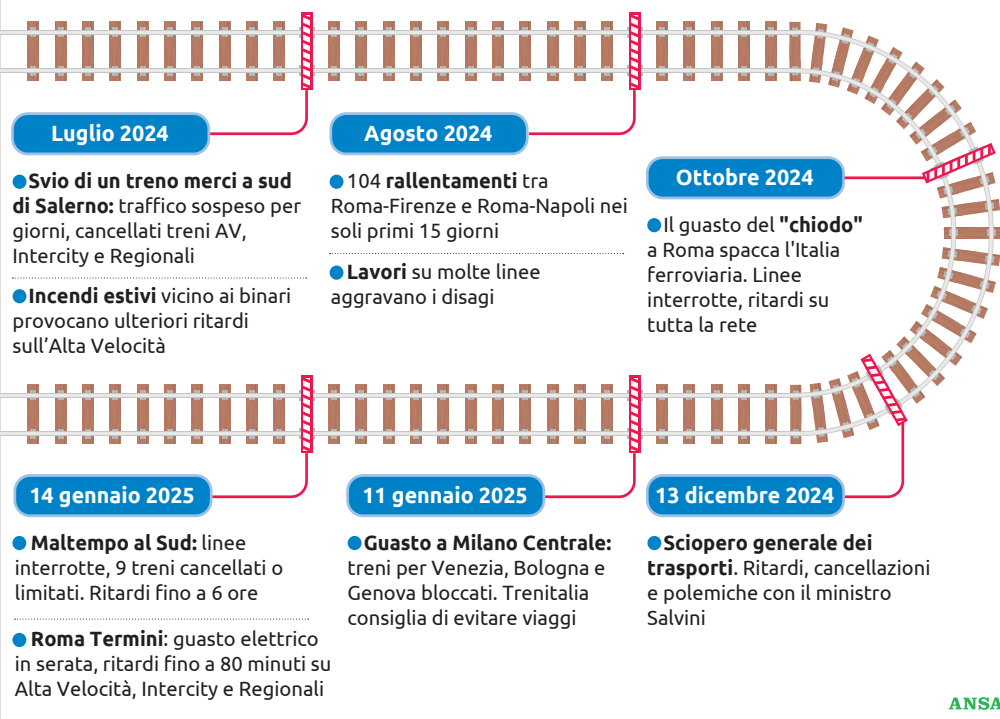 Luglio 2024
Svio di un treno merci a sud
di Salerno: traffico sospeso per
giorni, cancellati treni AV,
Intercity e Regionali
Incendi estivi vicino ai binari
provocano ulteriori ritardi
sull’Alta Velocità
Agosto 2024
104 rallentamenti tra
Roma-Firenze e Roma-Napoli nei
soli primi 15 giorni
Lavori su molte linee
aggravano i disagi
Ottobre 2024
Il guasto del "chiodo"
a Roma spacca l'Italia
ferroviaria. Linee
interrotte, ritardi su
tutta la rete
13 dicembre 2024
Sciopero generale dei
trasporti. Ritardi, cancellazioni
e polemiche con il ministro
Salvini
11 gennaio 2025
Guasto a Milano Centrale:
treni per Venezia, Bologna e
Genova bloccati. Trenitalia
consiglia di evitare viaggi
14 gennaio 2025
Maltempo al Sud: linee
interrotte, 9 treni cancellati o
limitati. Ritardi fino a 6 ore
Roma Termini: guasto elettrico
in serata, ritardi fino a 80 minuti su
Alta Velocità, Intercity e Regionali
ANSA